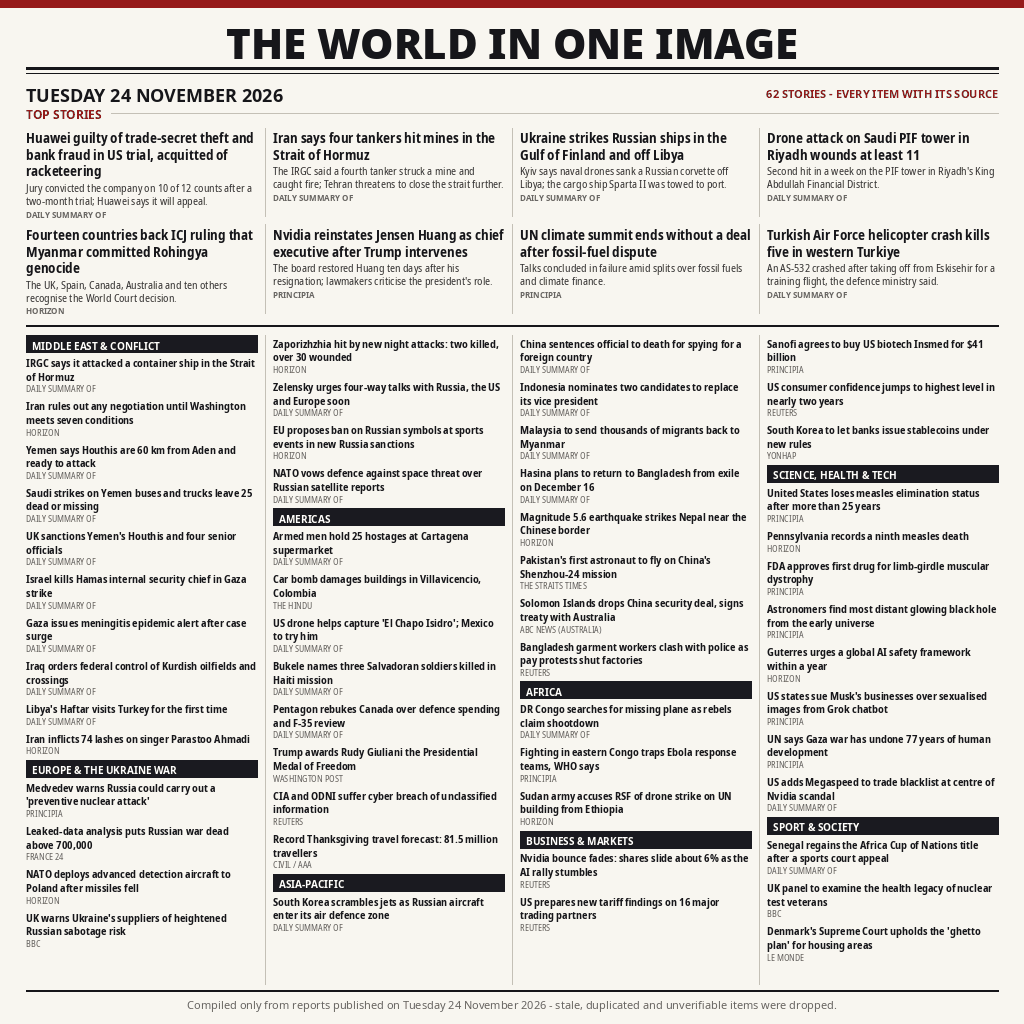 THE WORLD IN ONE IMAGE
TUESDAY 24 NOVEMBER 2026
62 STORIES - EVERY ITEM WITH ITS SOURCE
TOP STORIES
Huawei guilty of trade-secret theft and
bank fraud in US trial, acquitted of
racketeering
Jury convicted the company on 10 of 12 counts after a
two-month trial; Huawei says it will appeal.
DAILY SUMMARY OF
Iran says four tankers hit mines in the
Strait of Hormuz
The IRGC said a fourth tanker struck a mine and
caught fire; Tehran threatens to close the strait further.
DAILY SUMMARY OF
Ukraine strikes Russian ships in the
Gulf of Finland and off Libya
Kyiv says naval drones sank a Russian corvette off
Libya; the cargo ship Sparta II was towed to port.
DAILY SUMMARY OF
Drone attack on Saudi PIF tower in
Riyadh wounds at least 11
Second hit in a week on the PIF tower in Riyadh's King
Abdullah Financial District.
DAILY SUMMARY OF
Fourteen countries back ICJ ruling that
Myanmar committed Rohingya
genocide
The UK, Spain, Canada, Australia and ten others
recognise the World Court decision.
HORIZON
Nvidia reinstates Jensen Huang as chief
executive after Trump intervenes
The board restored Huang ten days after his
resignation; lawmakers criticise the president's role.
PRINCIPIA
UN climate summit ends without a deal
after fossil-fuel dispute
Talks concluded in failure amid splits over fossil fuels
and climate finance.
PRINCIPIA
Turkish Air Force helicopter crash kills
five in western Turkiye
An AS-532 crashed after taking off from Eskisehir for a
training flight, the defence ministry said.
DAILY SUMMARY OF
MIDDLE EAST & CONFLICT
IRGC says it attacked a container ship in the Strait
of Hormuz
DAILY SUMMARY OF
Iran rules out any negotiation until Washington
meets seven conditions
HORIZON
Yemen says Houthis are 60 km from Aden and
ready to attack
DAILY SUMMARY OF
Saudi strikes on Yemen buses and trucks leave 25
dead or missing
DAILY SUMMARY OF
UK sanctions Yemen's Houthis and four senior
officials
DAILY SUMMARY OF
Israel kills Hamas internal security chief in Gaza
strike
DAILY SUMMARY OF
Gaza issues meningitis epidemic alert after case
surge
DAILY SUMMARY OF
Iraq orders federal control of Kurdish oilfields and
crossings
DAILY SUMMARY OF
Libya's Haftar visits Turkey for the first time
DAILY SUMMARY OF
Iran inflicts 74 lashes on singer Parastoo Ahmadi
HORIZON
EUROPE & THE UKRAINE WAR
Medvedev warns Russia could carry out a
'preventive nuclear attack'
PRINCIPIA
Leaked-data analysis puts Russian war dead
above 700,000
FRANCE 24
NATO deploys advanced detection aircraft to
Poland after missiles fell
HORIZON
UK warns Ukraine's suppliers of heightened
Russian sabotage risk
BBC
Zaporizhzhia hit by new night attacks: two killed,
over 30 wounded
HORIZON
Zelensky urges four-way talks with Russia, the US
and Europe soon
DAILY SUMMARY OF
EU proposes ban on Russian symbols at sports
events in new Russia sanctions
HORIZON
NATO vows defence against space threat over
Russian satellite reports
DAILY SUMMARY OF
AMERICAS
Armed men hold 25 hostages at Cartagena
supermarket
DAILY SUMMARY OF
Car bomb damages buildings in Villavicencio,
Colombia
THE HINDU
US drone helps capture 'El Chapo Isidro'; Mexico
to try him
DAILY SUMMARY OF
Bukele names three Salvadoran soldiers killed in
Haiti mission
DAILY SUMMARY OF
Pentagon rebukes Canada over defence spending
and F-35 review
DAILY SUMMARY OF
Trump awards Rudy Giuliani the Presidential
Medal of Freedom
WASHINGTON POST
CIA and ODNI suffer cyber breach of unclassified
information
REUTERS
Record Thanksgiving travel forecast: 81.5 million
travellers
CIVIL / AAA
ASIA-PACIFIC
South Korea scrambles jets as Russian aircraft
enter its air defence zone
DAILY SUMMARY OF
China sentences official to death for spying for a
foreign country
DAILY SUMMARY OF
Indonesia nominates two candidates to replace
its vice president
DAILY SUMMARY OF
Malaysia to send thousands of migrants back to
Myanmar
DAILY SUMMARY OF
Hasina plans to return to Bangladesh from exile
on December 16
DAILY SUMMARY OF
Magnitude 5.6 earthquake strikes Nepal near the
Chinese border
HORIZON
Pakistan's first astronaut to fly on China's
Shenzhou-24 mission
THE STRAITS TIMES
Solomon Islands drops China security deal, signs
treaty with Australia
ABC NEWS (AUSTRALIA)
Bangladesh garment workers clash with police as
pay protests shut factories
REUTERS
AFRICA
DR Congo searches for missing plane as rebels
claim shootdown
DAILY SUMMARY OF
Fighting in eastern Congo traps Ebola response
teams, WHO says
PRINCIPIA
Sudan army accuses RSF of drone strike on UN
building from Ethiopia
HORIZON
BUSINESS & MARKETS
Nvidia bounce fades: shares slide about 6% as the
AI rally stumbles
REUTERS
US prepares new tariff findings on 16 major
trading partners
REUTERS
Sanofi agrees to buy US biotech Insmed for $41
billion
PRINCIPIA
US consumer confidence jumps to highest level in
nearly two years
REUTERS
South Korea to let banks issue stablecoins under
new rules
YONHAP
SCIENCE, HEALTH & TECH
United States loses measles elimination status
after more than 25 years
PRINCIPIA
Pennsylvania records a ninth measles death
HORIZON
FDA approves first drug for limb-girdle muscular
dystrophy
PRINCIPIA
Astronomers find most distant glowing black hole
from the early universe
PRINCIPIA
Guterres urges a global AI safety framework
within a year
HORIZON
US states sue Musk's businesses over sexualised
images from Grok chatbot
PRINCIPIA
UN says Gaza war has undone 77 years of human
development
PRINCIPIA
US adds Megaspeed to trade blacklist at centre of
Nvidia scandal
DAILY SUMMARY OF
SPORT & SOCIETY
Senegal regains the Africa Cup of Nations title
after a sports court appeal
DAILY SUMMARY OF
UK panel to examine the health legacy of nuclear
test veterans
BBC
Denmark's Supreme Court upholds the 'ghetto
plan' for housing areas
LE MONDE
Compiled only from reports published on Tuesday 24 November 2026 - stale, duplicated and unverifiable items were dropped.